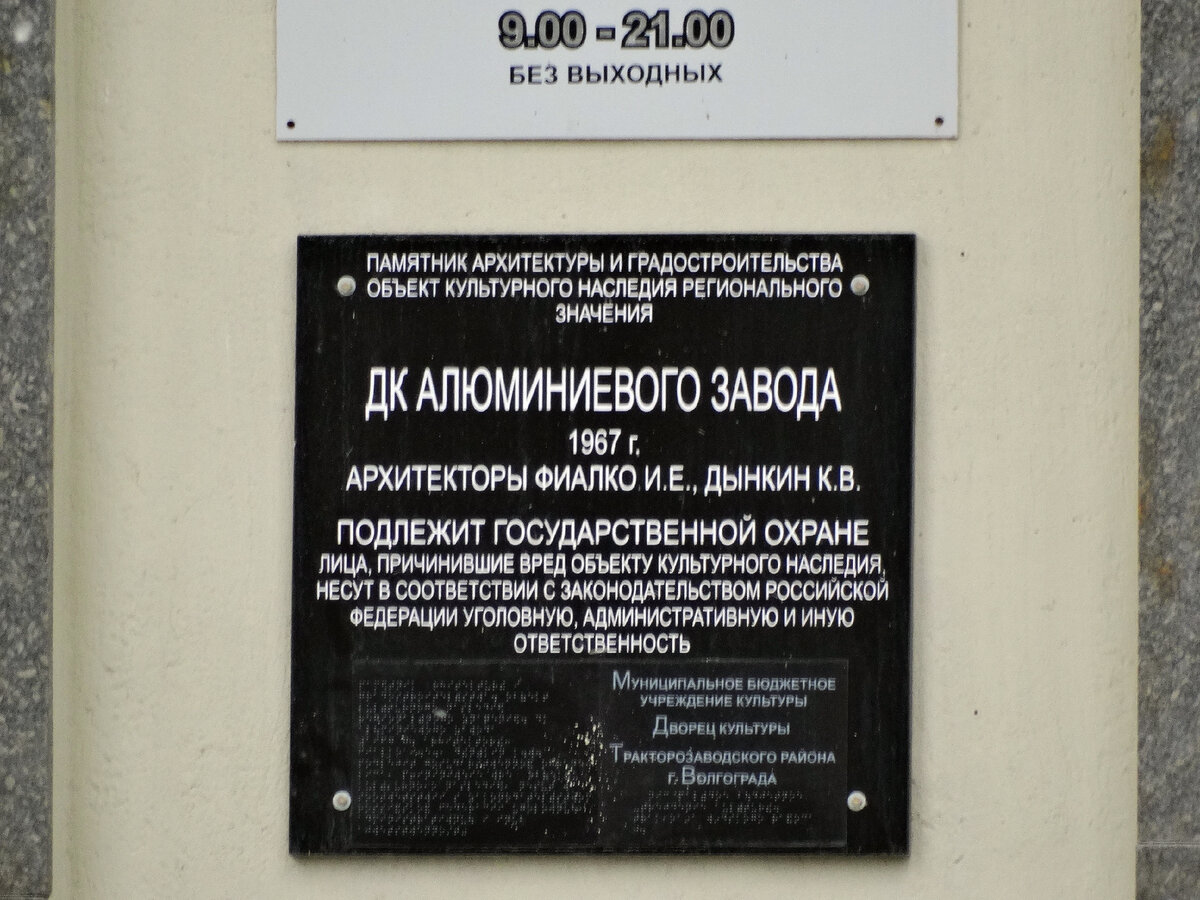 9.00 - 21.00
БЕЗ ВЫХОДНЫХ
ПАМЯТНИК АРХИТЕКТУРЫ И ГРАДОСТРОИТЕЛЬСТВА
ОБЪЕКТ КУЛЬТУРНОГО НАСЛЕДИЯ РЕГИОНАЛЬНОГО
ЗНАЧЕНИЯ
ДК АЛЮМИНИЕВОГО ЗАВОДА
1967 г.
АРХИТЕКТОРЫ ФИАЛКО И.Е., ДЫНКИН К.В.
ПОДЛЕЖИТ ГОСУДАРСТВЕННОЙ ОХРАНЕ
ЛИЦА, ПРИЧИНИВШИЕ ВРЕД ОБЪЕКТУ КУЛЬТУРНОГО НАСЛЕДИЯ,
НЕСУТ В СООТВЕТСТВИИ С ЗАКОНОДАТЕЛЬСТВОМ РОССИЙСКОЙ
ФЕДЕРАЦИИ УГОЛОВНУЮ, АДМИНИСТРАТИВНУЮ И ИНУЮ
ОТВЕТСТВЕННОСТЬ
МУНИЦИПАЛЬНОЕ БЮДЖЕТНОЕ
УЧРЕЖДЕНИЕ КУЛЬТУРЫ
ДВОРЕЦ КУЛЬТУРЫ
ТРАКТОРОЗАВОДСКОГО РАЙОНА
г. ВОЛГОГРАДА